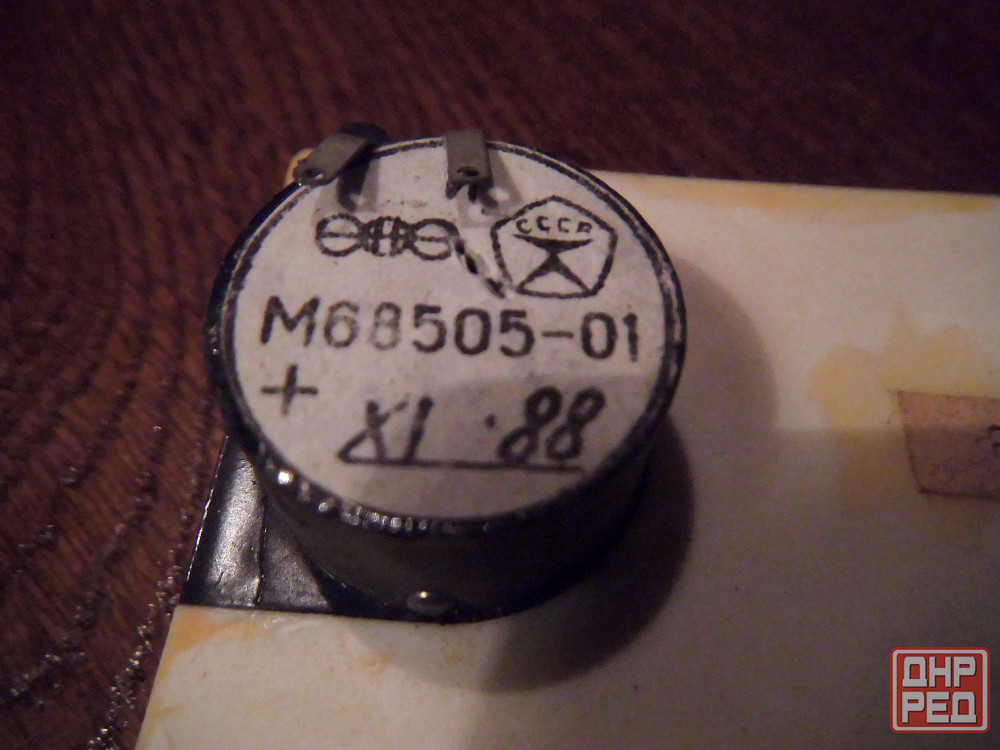 СССР
М68505-01
+
XI .88
ДНР
РЕД